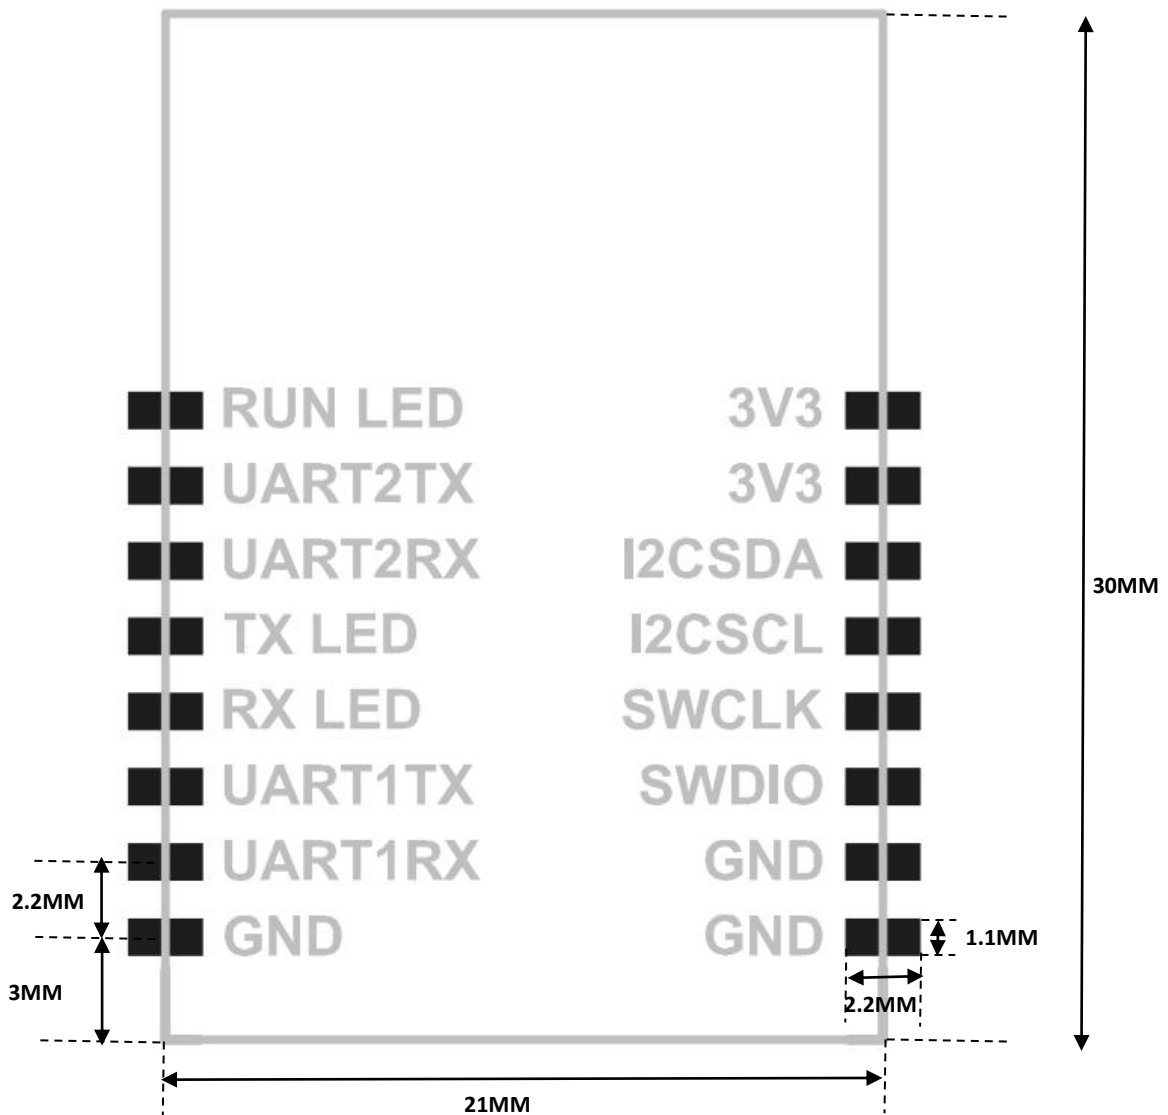 RUN LED 3V3
UART2TX 3V3
UART2RX I2CSDA
30MM
TX LED I2CSCL
RX LED SWCLK
UART1TX SWDIO
UART1RX GND
2.2MM
GND GND 1.1MM
3MM
2.2MM
21MM